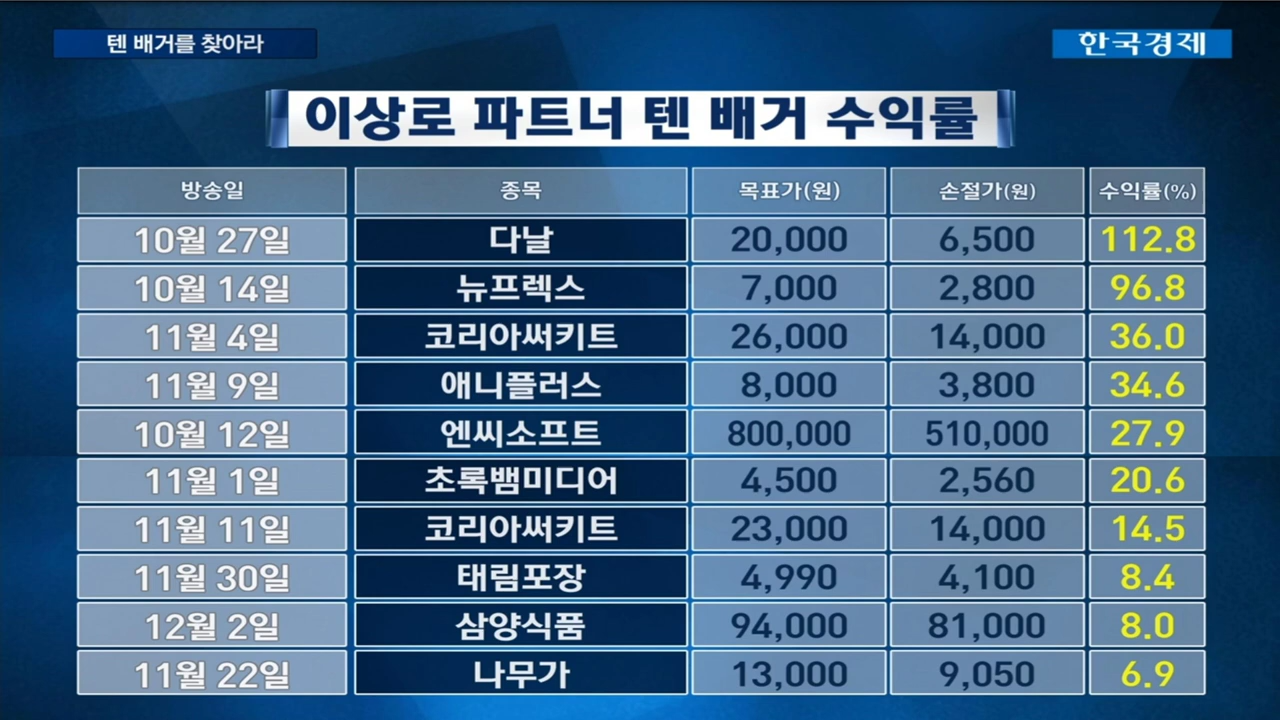 텐 배거를 찾아라
한국경제
이상로 파트너 텐 배거 수익률
방송일 종목 목표가(원) 손절가(원) 수익률(%)
10월 27일 다날 20,000 6,500 112.8
10월 14일 뉴프렉스 7,000 2,800 96.8
11월 4일 코리아써키트 26,000 14,000 36.0
11월 9일 애니플러스 8,000 3,800 34.6
10월 12일 엔씨소프트 800,000 510,000 27.9
11월 1일 초록뱀미디어 4,500 2,560 20.6
11월 11일 코리아써키트 23,000 14,000 14.5
11월 30일 태림포장 4,990 4,100 8.4
12월 2일 삼양식품 94,000 81,000 8.0
11월 22일 나무가 13,000 9,050 6.9